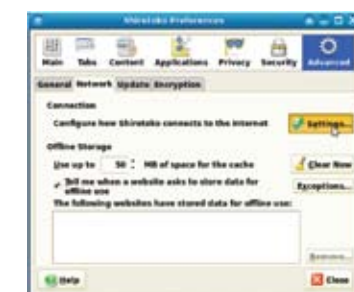 Shiretoko Preferences
Main Tabs Content Applications Privacy Security Advanced
General Network Update Encryption
Connection
Configure how Shiretoko connects to the Internet Settings...
Offline Storage
Use up to 50 MB of space for the cache Clear Now
Tell me when a website asks to store data for Exceptions...
offline use
The following websites have stored data for offline use:
Remove...
Help Close